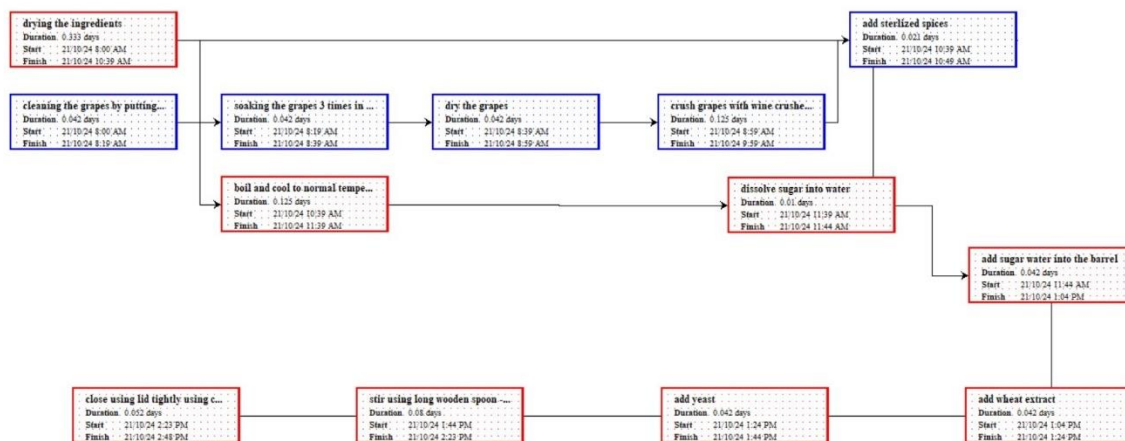 drying the ingredients
Duration 0.333 days
Start 21/10/24 8:00 AM
Finish 21/10/24 10:39 AM
add sterlized spices
Duration 0.021 days
Start 21/10/24 10:39 AM
Finish 21/10/24 10:49 AM
cleaning the grapes by putting...
Duration 0.042 days
Start 21/10/24 8:00 AM
Finish 21/10/24 8:19 AM
soaking the grapes 3 times in ...
Duration 0.042 days
Start 21/10/24 8:19 AM
Finish 21/10/24 8:39 AM
dry the grapes
Duration 0.042 days
Start 21/10/24 8:39 AM
Finish 21/10/24 8:59 AM
crush grapes with wine crushe...
Duration 0.125 days
Start 21/10/24 8:59 AM
Finish 21/10/24 9:59 AM
boil and cool to normal tempe...
Duration 0.125 days
Start 21/10/24 10:39 AM
Finish 21/10/24 11:39 AM
dissolve sugar into water
Duration 0.01 days
Start 21/10/24 11:39 AM
Finish 21/10/24 11:44 AM
add sugar water into the barrel
Duration 0.042 days
Start 21/10/24 11:44 AM
Finish 21/10/24 1:04 PM
close using lid tightly using c...
Duration 0.052 days
Start 21/10/24 2:23 PM
Finish 21/10/24 2:48 PM
stir using long wooden spoon -...
Duration 0.08 days
Start 21/10/24 1:44 PM
Finish 21/10/24 2:23 PM
add yeast
Duration 0.042 days
Start 21/10/24 1:24 PM
Finish 21/10/24 1:44 PM
add wheat extract
Duration 0.042 days
Start 21/10/24 1:04 PM
Finish 21/10/24 1:24 PM